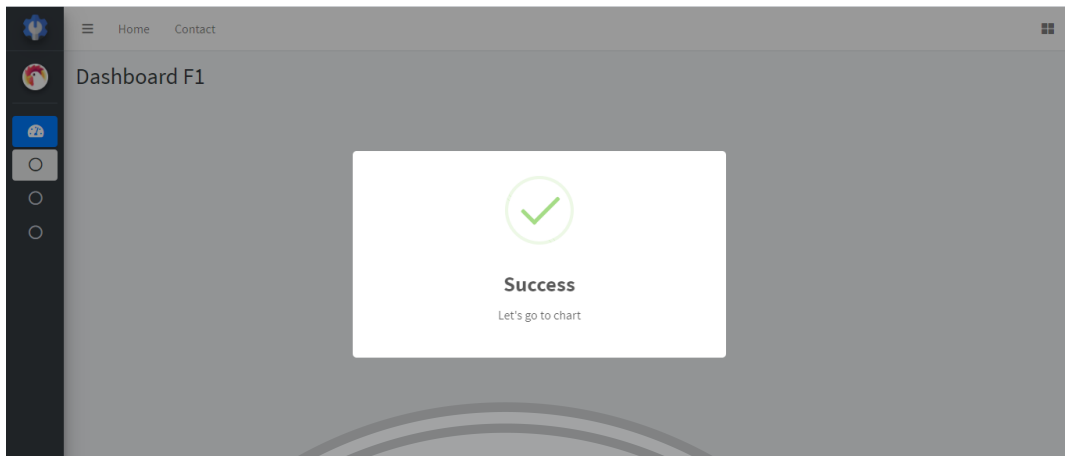 Home
Contact
Dashboard F1
Success
Let's go to chart